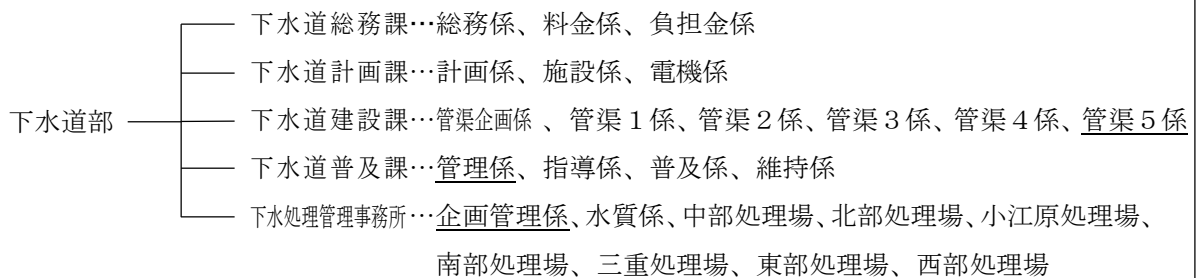 下水道総務課…総務係、料金係、負担金係
下水道計画課…計画係、施設係、電機係
下水道部
下水道建設課…管渠企画係、管渠１係、管渠２係、管渠３係、管渠４係、管渠５係
下水道普及課…管理係、指導係、普及係、維持係
下水処理管理事務所…企画管理係、水質係、中部処理場、北部処理場、小江原処理場、
南部処理場、三重処理場、東部処理場、西部処理場